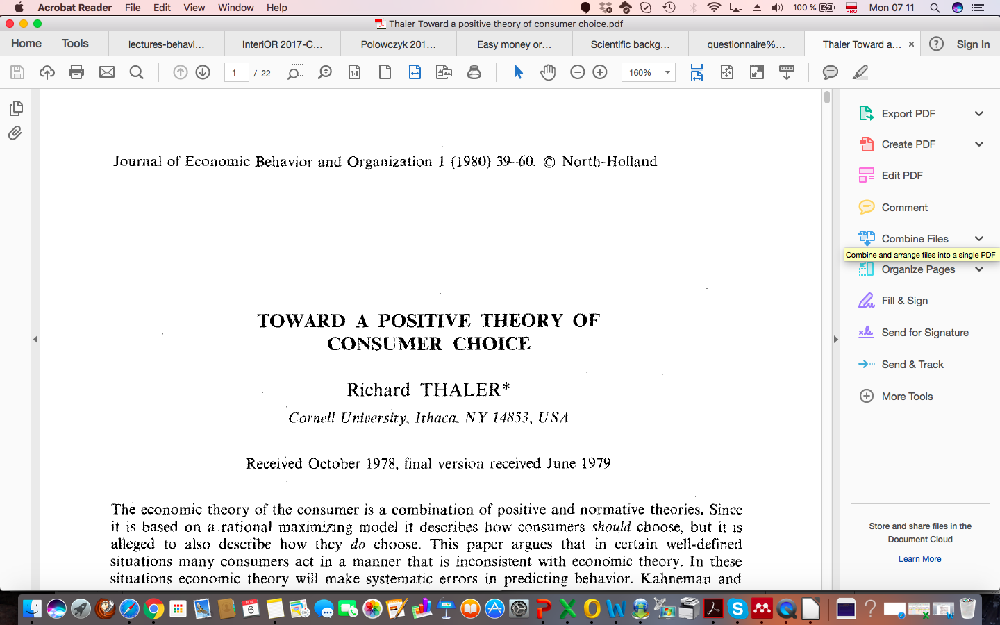 Acrobat Reader File Edit View Window Help 100 % PRO Mon 07 11
Thaler Toward a positive theory of consumer choice.pdf
Home Tools lectures-behavi... InteriOR 2017-C... Polowczyk 201... Easy money or... Scientific backg... questionnaire%... Thaler Toward a... × ? Sign In
1 / 22 160%
Export PDF
Create PDF
Edit PDF
Comment
Combine Files
Combine and arrange files into a single PDF
Organize Pages
Fill & Sign
Send for Signature
Send & Track
More Tools
Store and share files in the
Document Cloud
Learn More
Journal of Economic Behavior and Organization 1 (1980) 39–60. © North-Holland
TOWARD A POSITIVE THEORY OF
CONSUMER CHOICE
Richard THALER*
Cornell University, Ithaca, NY 14853, USA
Received October 1978, final version received June 1979
The economic theory of the consumer is a combination of positive and normative theories. Since
it is based on a rational maximizing model it describes how consumers should choose, but it is
alleged to also describe how they do choose. This paper argues that in certain well-defined
situations many consumers act in a manner that is inconsistent with economic theory. In these
situations economic theory will make systematic errors in predicting behavior. Kahneman and
NOV
6